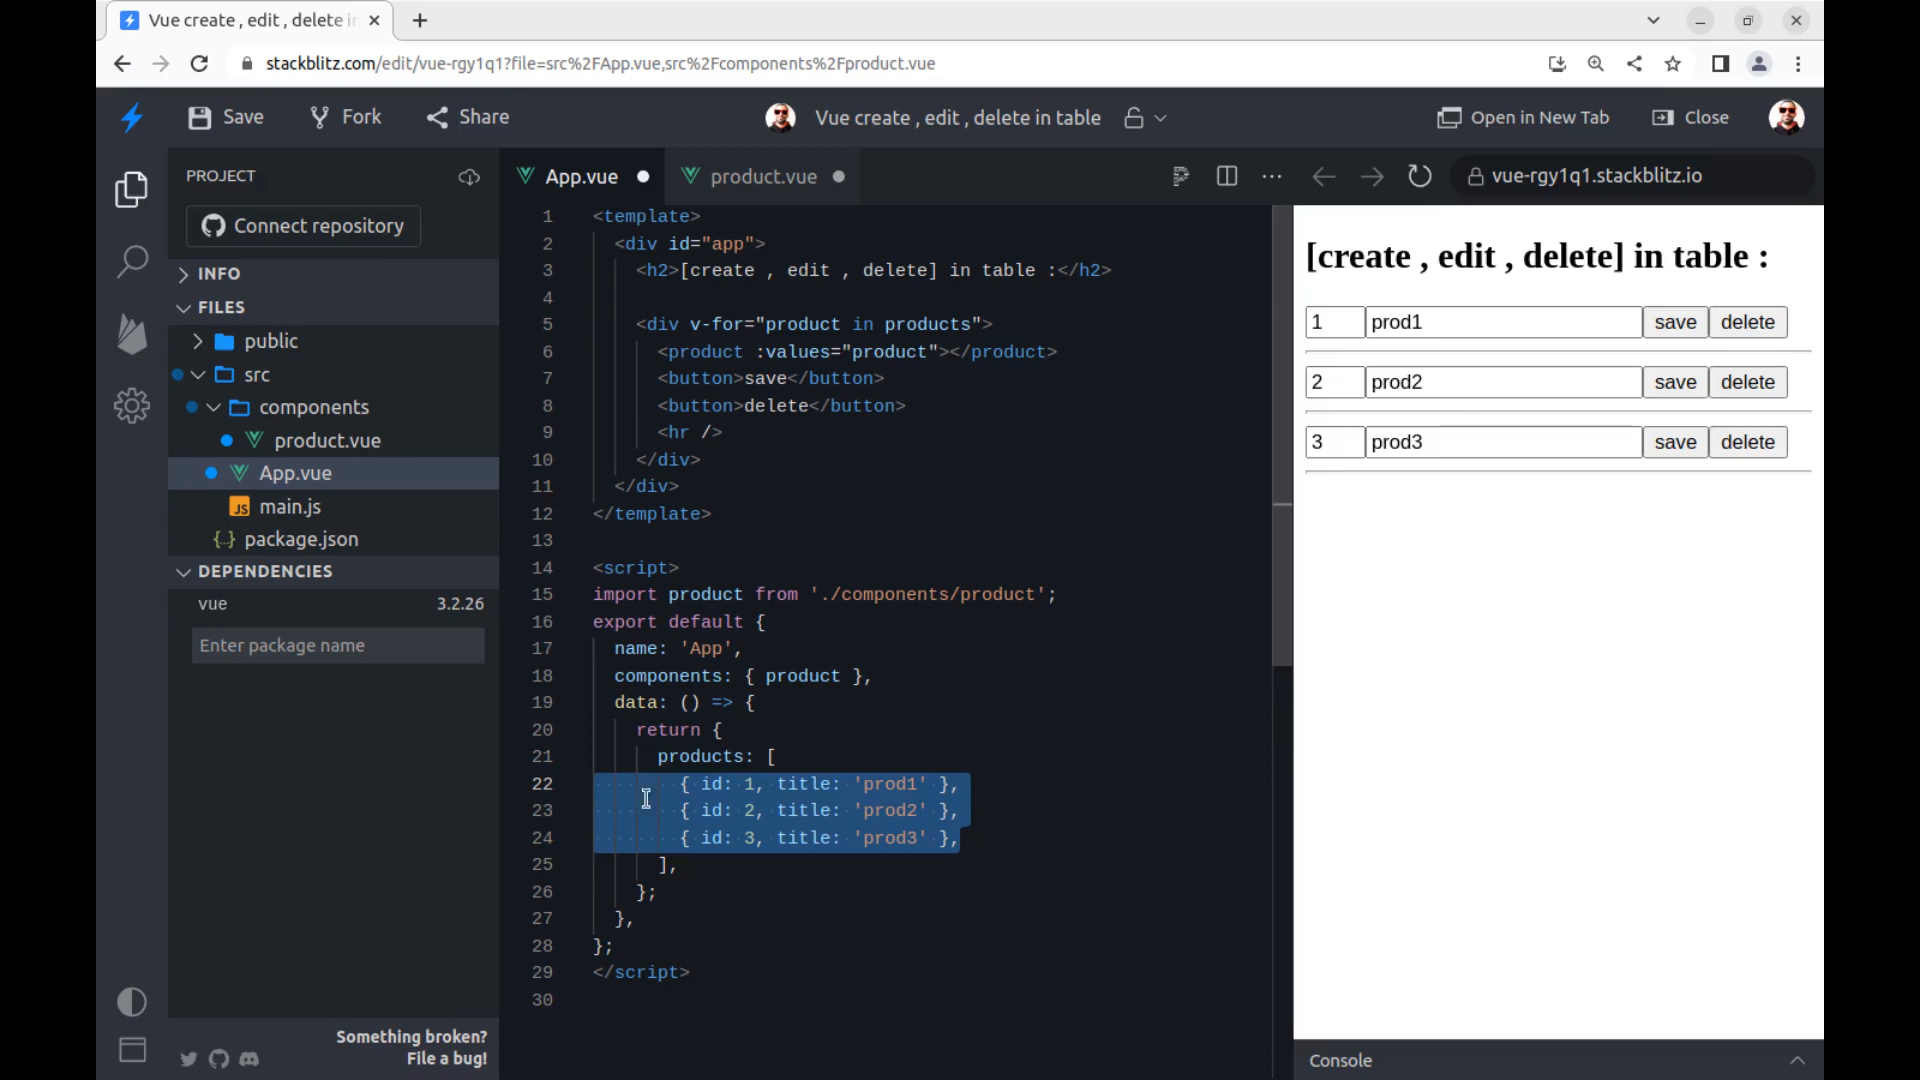 Vue create , edit , delete in
stackblitz.com/edit/vue-rgy1q1?file=src%2FApp.vue,src%2Fcomponents%2Fproduct.vue
Save
Fork
Share
Vue create , edit , delete in table
Open in New Tab
Close
PROJECT
Connect repository
INFO
FILES
public
src
components
product.vue
App.vue
JS main.js
{..} package.json
DEPENDENCIES
vue 3.2.26
Enter package name
Something broken?
File a bug!
App.vue
product.vue
vue-rgy1q1.stackblitz.io
1 <template>
2 <div id="app">
3 <h2>[create , edit , delete] in table :</h2>
4
5 <div v-for="product in products">
6 <product :values="product"></product>
7 <button>save</button>
8 <button>delete</button>
9 <hr />
10 </div>
11 </div>
12 </template>
13
14 <script>
15 import product from './components/product';
16 export default {
17 name: 'App',
18 components: { product },
19 data: () => {
20 return {
21 products: [
22 { id: 1, title: 'prod1' },
23 { id: 2, title: 'prod2' },
24 { id: 3, title: 'prod3' },
25 ],
26 };
27 },
28 };
29 </script>
30
[create , edit , delete] in table :
1 prod1 save delete
2 prod2 save delete
3 prod3 save delete
Console